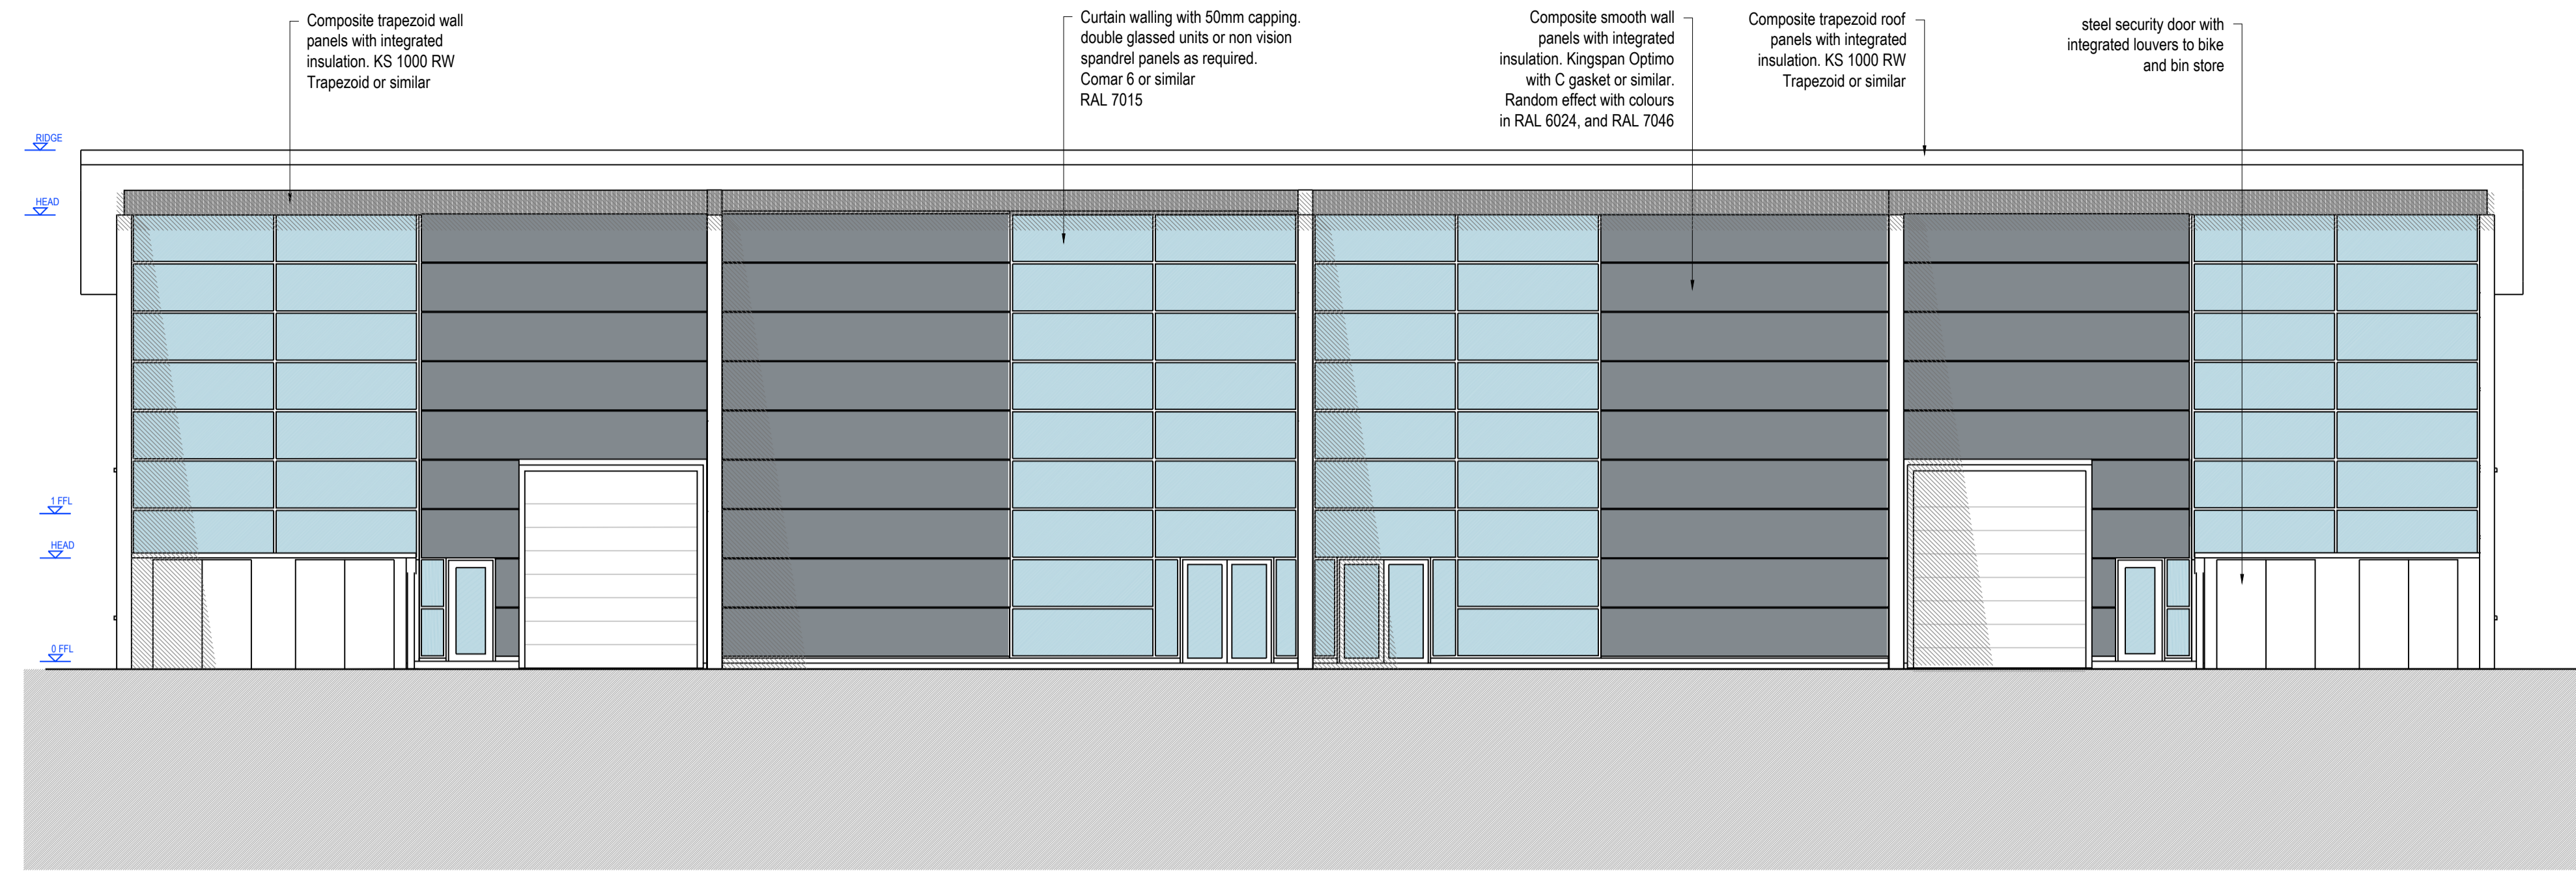 Composite trapezoid wall
panels with integrated
insulation. KS 1000 RW
Trapezoid or similar
Curtain walling with 50mm capping.
double glassed units or non vision
spandrel panels as required.
Comar 6 or similar
RAL 7015
Composite smooth wall
panels with integrated
insulation. Kingspan Optimo
with C gasket or similar.
Random effect with colours
in RAL 6024, and RAL 7046
Composite trapezoid roof
panels with integrated
insulation. KS 1000 RW
Trapezoid or similar
steel security door with
integrated louvers to bike
and bin store
RIDGE
HEAD
1 FFL
HEAD
0 FFL